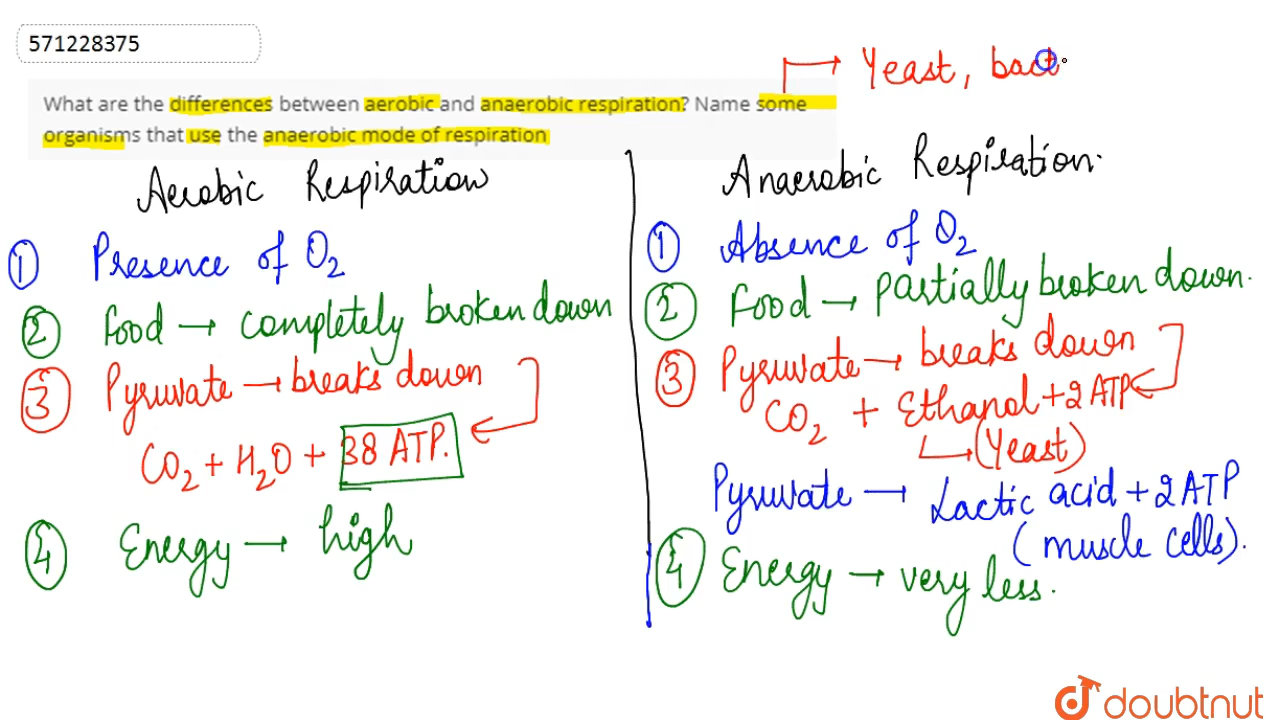 571228375
Yeast, bact
What are the differences between aerobic and anaerobic respiration? Name some
organisms that use the anaerobic mode of respiration
Aerobic Respiration
① Presence of O₂
② Food → completely broken down
③ Pyruvate → breaks down
CO₂ + H₂O + 38 ATP.
④ Energy → high
Anaerobic Respiration.
① Absence of O₂
② Food → partially broken down.
③ Pyruvate → breaks down
CO₂ + Ethanol + 2 ATP
(Yeast)
Pyruvate → Lactic acid + 2 ATP
(muscle cells).
④ Energy → very less.
doubtnut